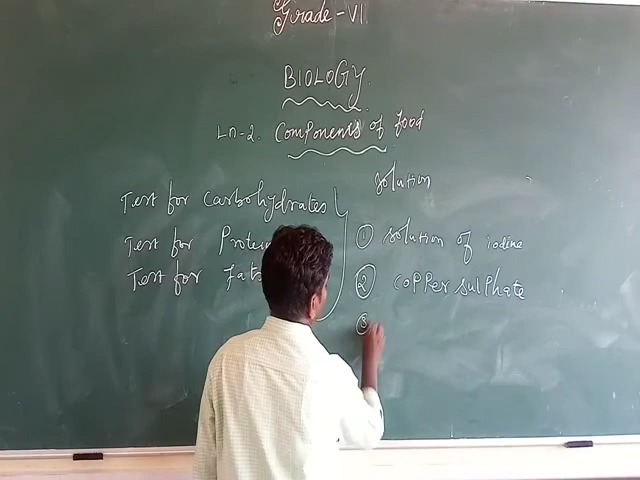 Grade - VI
BIOLOGY.
Ln-2. Components of food
Solution
Test for Carbohydrates
Test for Protein
Test for fats
① Solution of iodine
② Copper sulphate
③